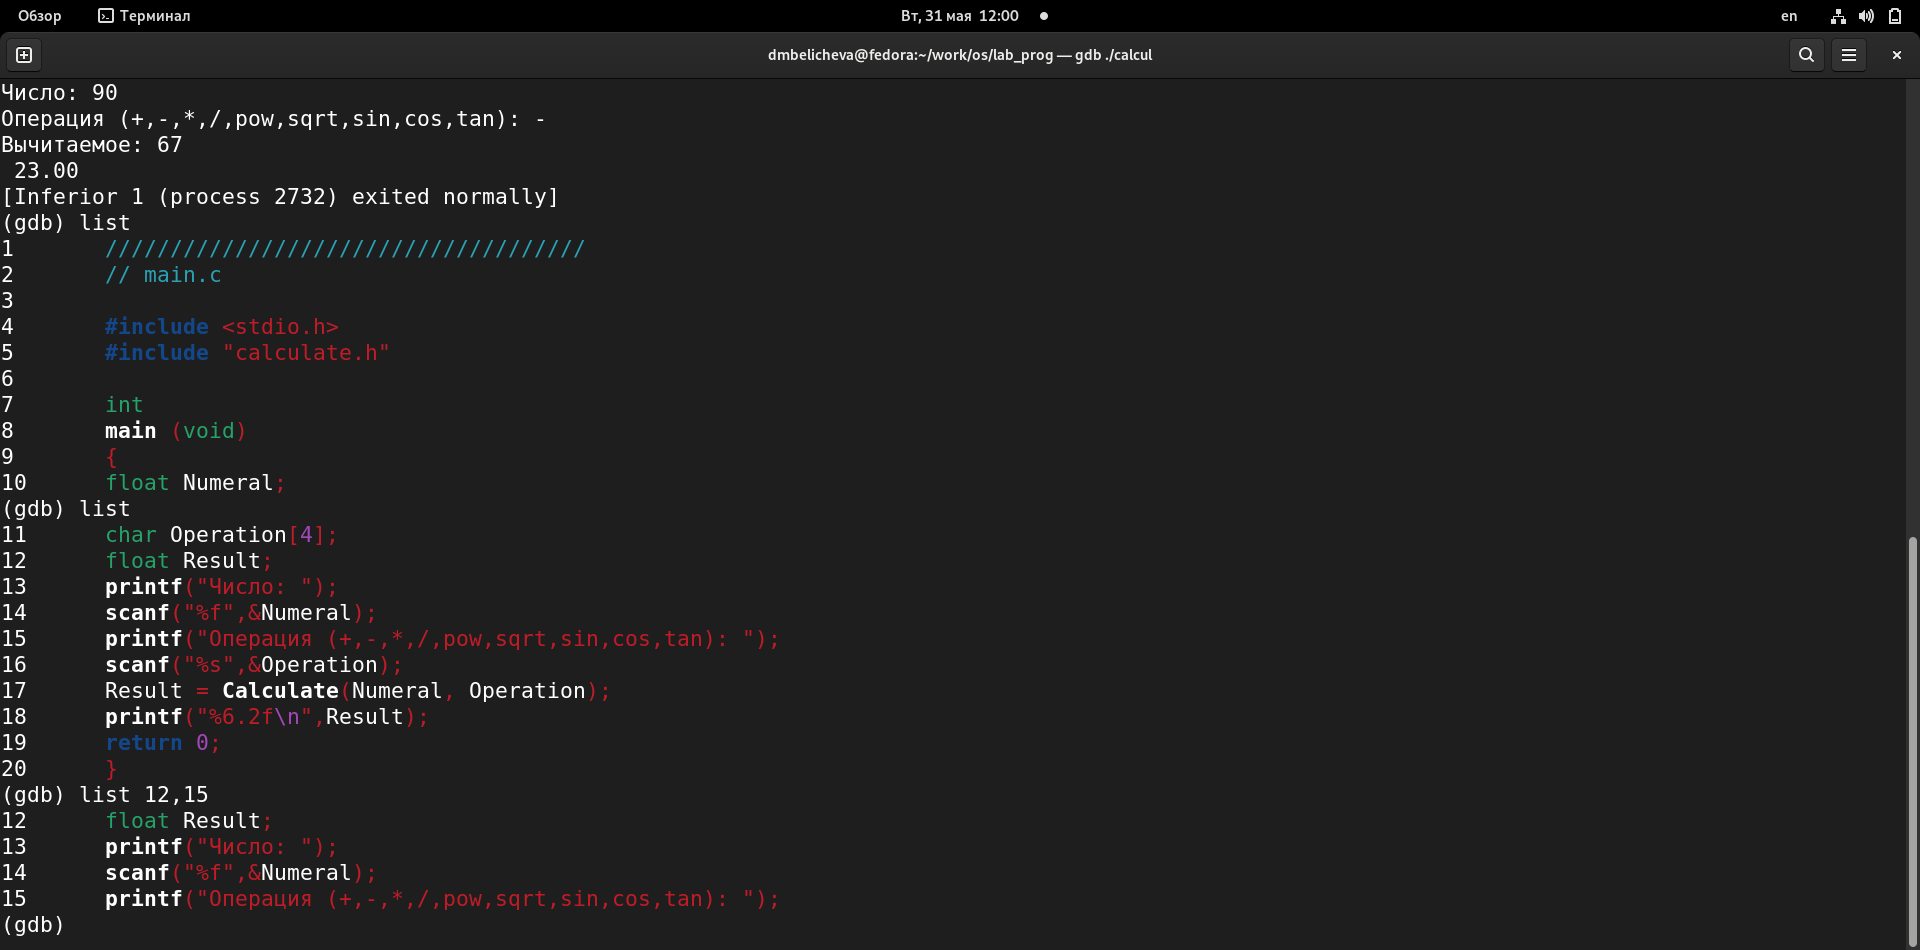 Обзор Терминал Вт, 31 мая 12:00 en
dmbelicheva@fedora:~/work/os/lab_prog — gdb ./calcul
Число: 90
Операция (+,-,*,/,pow,sqrt,sin,cos,tan): -
Вычитаемое: 67
 23.00
[Inferior 1 (process 2732) exited normally]
(gdb) list
1       /////////////////////////////////////
2       // main.c
3
4       #include <stdio.h>
5       #include "calculate.h"
6
7       int
8       main (void)
9       {
10      float Numeral;
(gdb) list
11      char Operation[4];
12      float Result;
13      printf("Число: ");
14      scanf("%f",&Numeral);
15      printf("Операция (+,-,*,/,pow,sqrt,sin,cos,tan): ");
16      scanf("%s",&Operation);
17      Result = Calculate(Numeral, Operation);
18      printf("%6.2f\n",Result);
19      return 0;
20      }
(gdb) list 12,15
12      float Result;
13      printf("Число: ");
14      scanf("%f",&Numeral);
15      printf("Операция (+,-,*,/,pow,sqrt,sin,cos,tan): ");
(gdb)